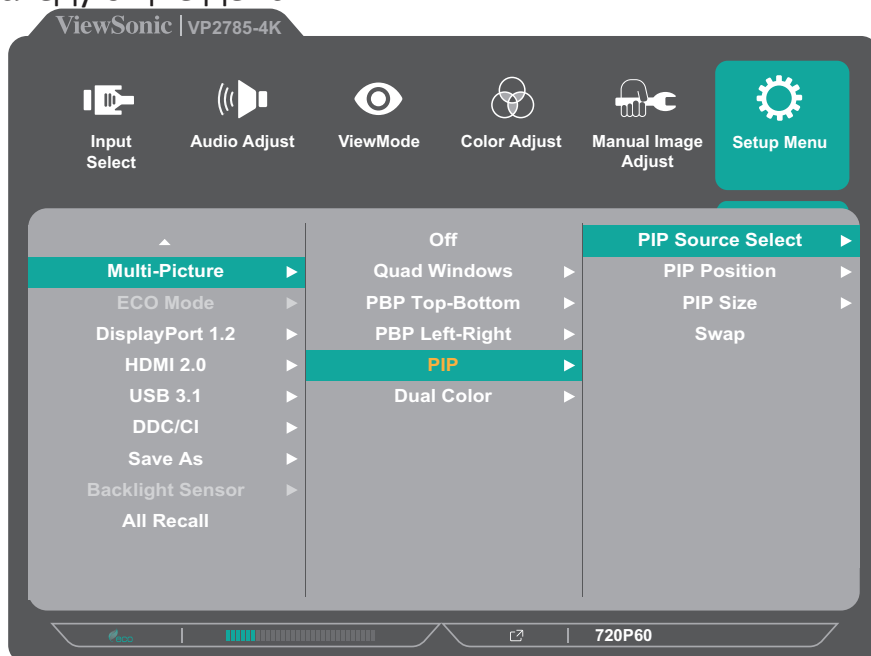 ViewSonic | VP2785-4K
Input Select
Audio Adjust
ViewMode
Color Adjust
Manual Image Adjust
Setup Menu
Multi-Picture
ECO Mode
DisplayPort 1.2
HDMI 2.0
USB 3.1
DDC/CI
Save As
Backlight Sensor
All Recall
Off
Quad Windows
PBP Top-Bottom
PBP Left-Right
PIP
Dual Color
PIP Source Select
PIP Position
PIP Size
Swap
eco
720P60